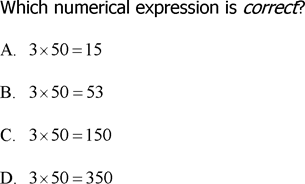 Which numerical expression is correct?
A. 3×50=15
B. 3×50=53
C. 3×50=150
D. 3×50=350